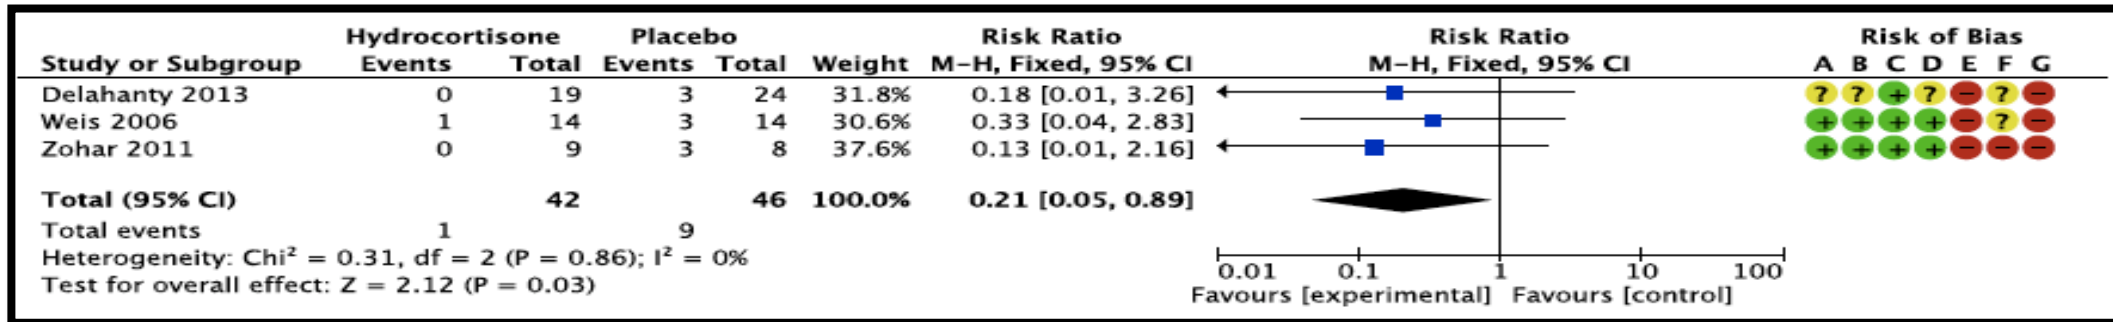 Hydrocortisone Placebo Risk Ratio Risk Ratio Risk of Bias
Study or Subgroup Events Total Events Total Weight M-H, Fixed, 95% CI M-H, Fixed, 95% CI A B C D E F G
Delahanty 2013 0 19 3 24 31.8% 0.18 [0.01, 3.26] ? ? + ? − ? −
Weis 2006 1 14 3 14 30.6% 0.33 [0.04, 2.83] + + + + − ? −
Zohar 2011 0 9 3 8 37.6% 0.13 [0.01, 2.16] + + + + − − −
Total (95% CI) 42 46 100.0% 0.21 [0.05, 0.89]
Total events 1 9
Heterogeneity: Chi² = 0.31, df = 2 (P = 0.86); I² = 0%
Test for overall effect: Z = 2.12 (P = 0.03)
0.01 0.1 1 10 100
Favours [experimental] Favours [control]